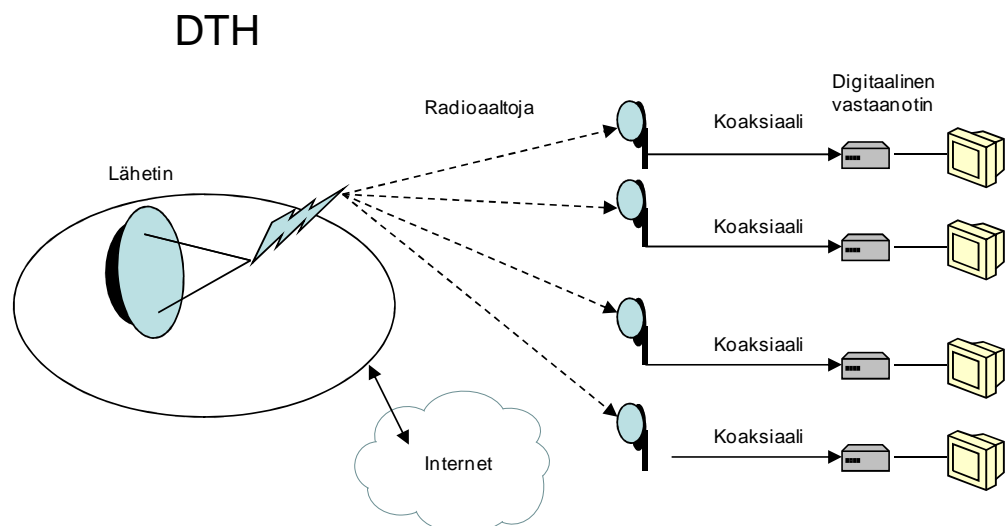 DTH
Digitaalinen
vastaanotin
Radioaaltoja
Koaksiaali
Lähetin
Koaksiaali
Koaksiaali
Koaksiaali
Internet